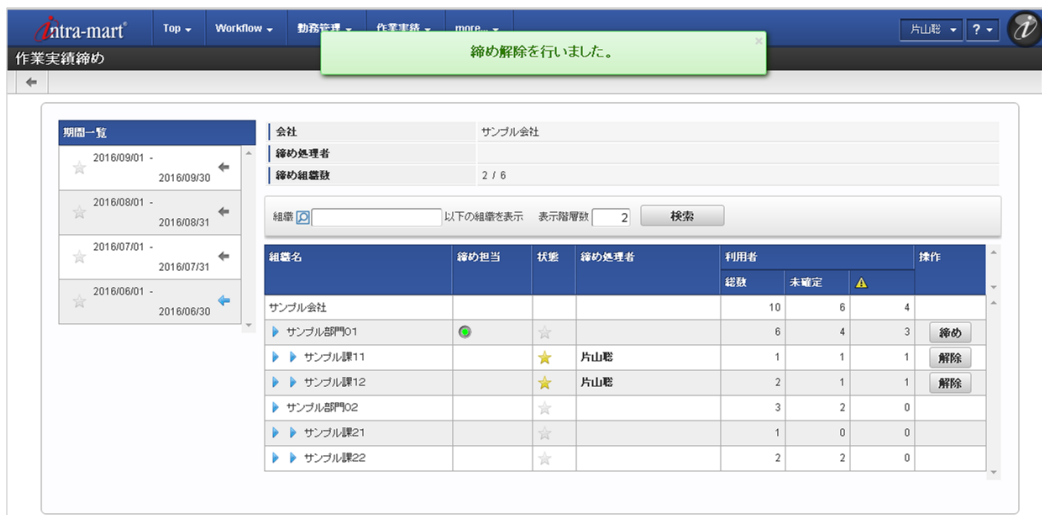 intra-mart® Top Workflow 勤務管理 作業実績 more... 片山聡 ?
締め解除を行いました。 ×
作業実績締め
期間一覧
2016/09/01 -
2016/09/30
2016/08/01 -
2016/08/31
2016/07/01 -
2016/07/31
2016/06/01 -
2016/06/30
会社 サンプル会社
締め処理者
締め組織数 2 / 6
組織 以下の組織を表示 表示階層数 2 検索
組織名 締め担当 状態 締め処理者 利用者 操作
総数 未確定
サンプル会社 10 6 4
サンプル部門01 6 4 3 締め
サンプル課11 片山聡 1 1 1 解除
サンプル課12 片山聡 2 1 1 解除
サンプル部門02 3 2 0
サンプル課21 1 0 0
サンプル課22 2 2 0